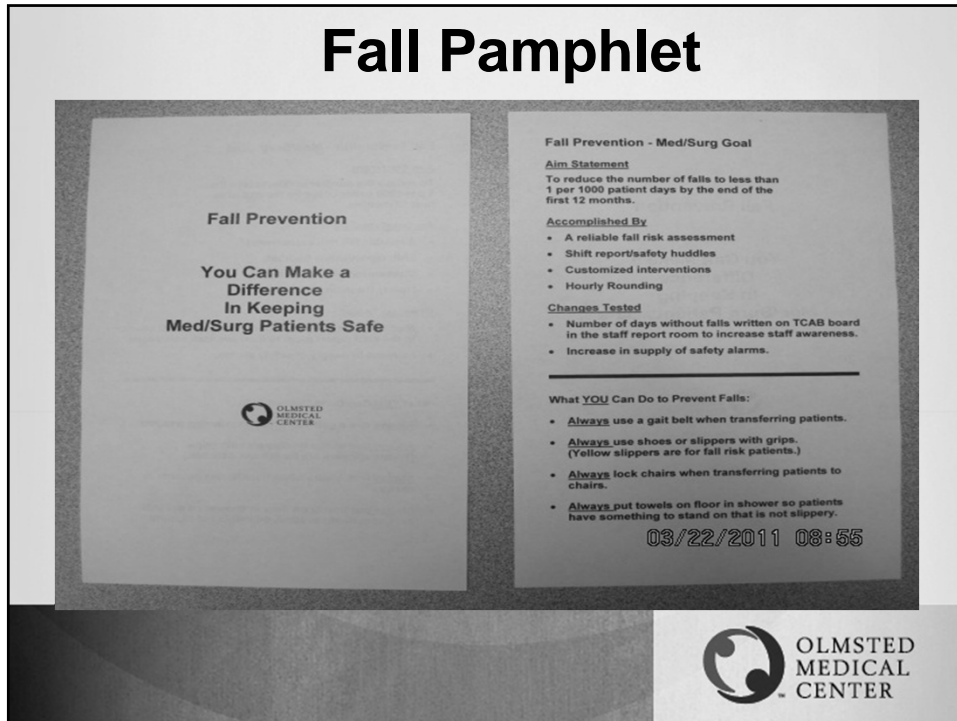 Fall Pamphlet
Fall Prevention
You Can Make a
Difference
In Keeping
Med/Surg Patients Safe
OLMSTED
MEDICAL
CENTER
Fall Prevention - Med/Surg Goal
Aim Statement
To reduce the number of falls to less than
1 per 1000 patient days by the end of the
first 12 months.
Accomplished By
• A reliable fall risk assessment
• Shift report/safety huddles
• Customized interventions
• Hourly Rounding
Changes Tested
• Number of days without falls written on TCAB board
in the staff report room to increase staff awareness.
• Increase in supply of safety alarms.
What YOU Can Do to Prevent Falls:
• Always use a gait belt when transferring patients.
• Always use shoes or slippers with grips.
(Yellow slippers are for fall risk patients.)
• Always lock chairs when transferring patients to
chairs.
• Always put towels on floor in shower so patients
have something to stand on that is not slippery.
03/22/2011 08:55
OLMSTED
MEDICAL
CENTER
™